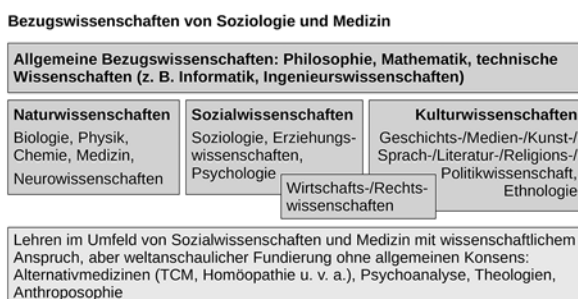 Bezugswissenschaften von Soziologie und Medizin
Allgemeine Bezugswissenschaften: Philosophie, Mathematik, technische
Wissenschaften (z. B. Informatik, Ingenieurswissenschaften)
Naturwissenschaften
Biologie, Physik,
Chemie, Medizin,
Neurowissenschaften
Sozialwissenschaften
Soziologie, Erziehungs-
wissenschaften,
Psychologie
Wirtschafts-/Rechts-
wissenschaften
Kulturwissenschaften
Geschichts-/Medien-/Kunst-/
Sprach-/Literatur-/Religions-/
Politikwissenschaft,
Ethnologie
Lehren im Umfeld von Sozialwissenschaften und Medizin mit wissenschaftlichem
Anspruch, aber weltanschaulicher Fundierung ohne allgemeinen Konsens:
Alternativmedizinen (TCM, Homöopathie u. v. a.), Psychoanalyse, Theologien,
Anthroposophie